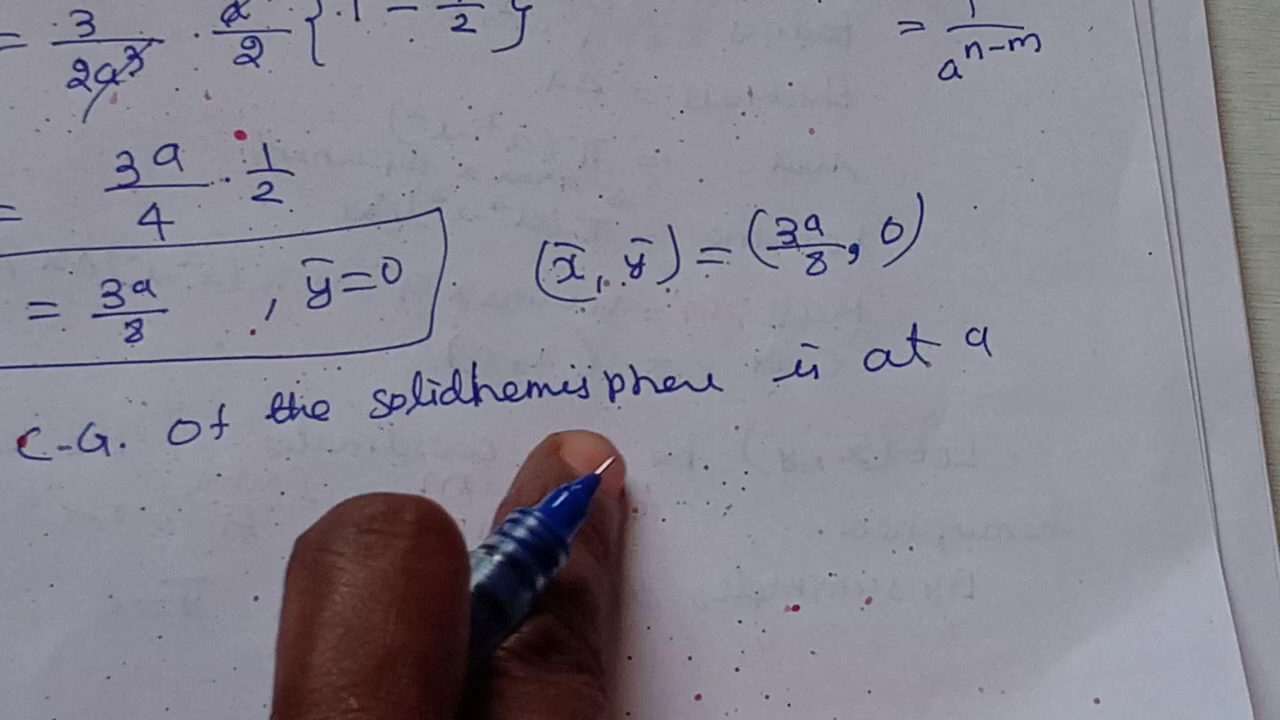 = 3/2a³ · a/2 {1 − 1/2}
= 1/a^(n−m)
= 3a/4 · 1/2
= 3a/8 , ȳ=0
(x̄, ȳ) = (3a/8, 0)
C.G. Of the solidhemisphere is at a